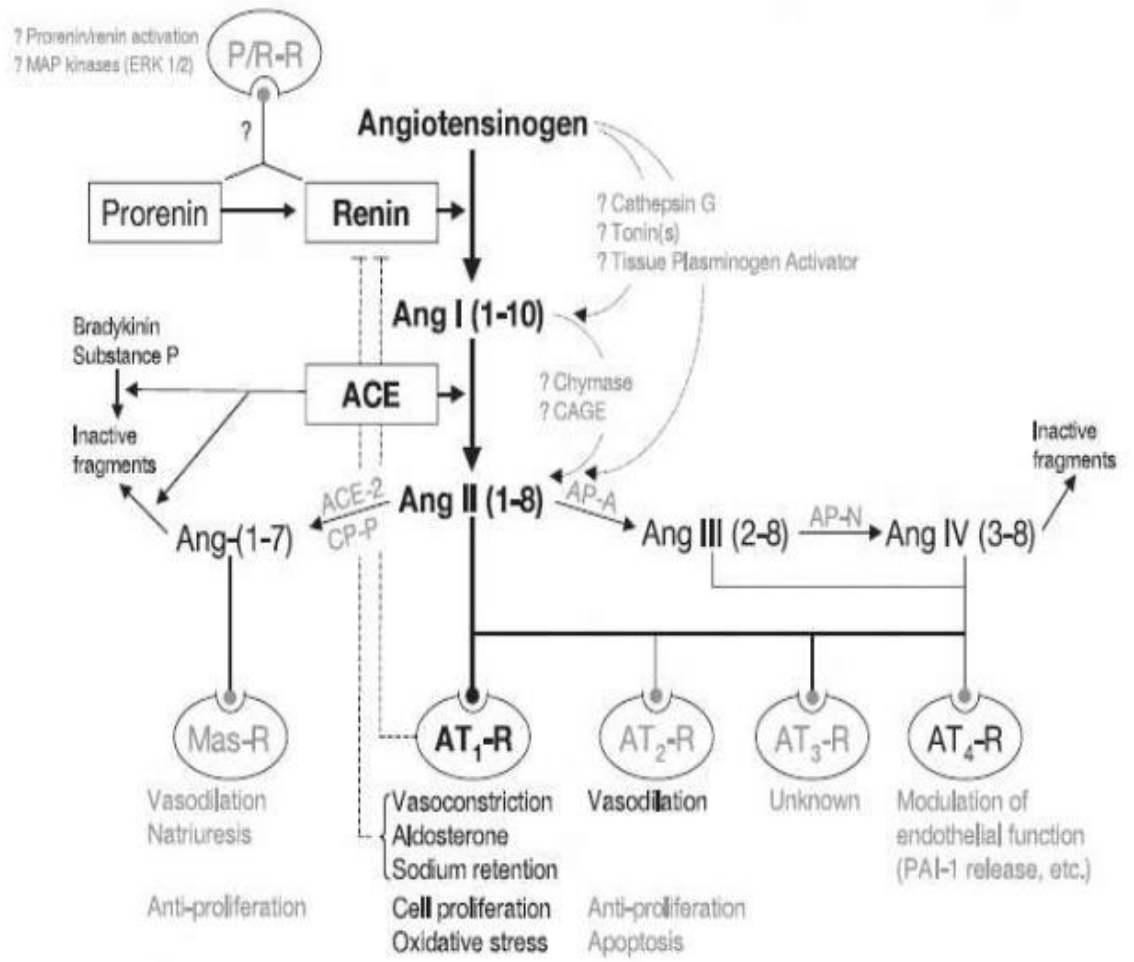 ? Prorenin/renin activation
? MAP kinases (ERK 1/2)
P/R-R
?
Angiotensinogen
Prorenin
Renin
? Cathepsin G
? Tonin(s)
? Tissue Plasminogen Activator
Ang I (1-10)
Bradykinin
Substance P
ACE
? Chymase
? CAGE
Inactive
fragments
Inactive
fragments
ACE-2
CP-P
Ang II (1-8)
AP-A
Ang-(1-7)
Ang III (2-8)
AP-N
Ang IV (3-8)
Mas-R
AT1-R
AT2-R
AT3-R
AT4-R
Vasodilation
Natriuresis
Anti-proliferation
Vasoconstriction
Aldosterone
Sodium retention
Cell proliferation
Oxidative stress
Vasodilation
Anti-proliferation
Apoptosis
Unknown
Modulation of
endothelial function
(PAI-1 release, etc.)